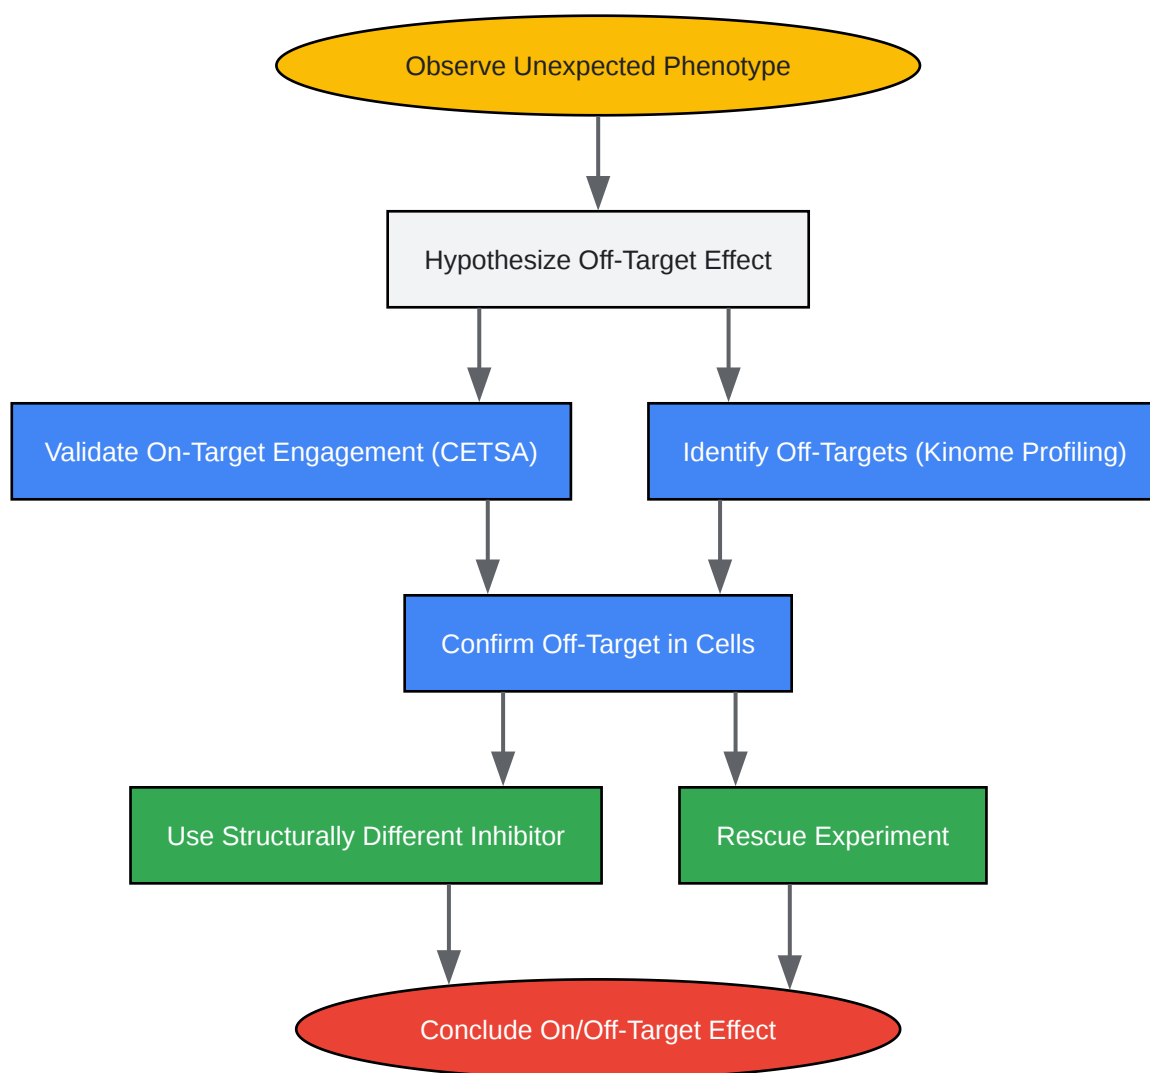 Observe Unexpected Phenotype
Hypothesize Off-Target Effect
Validate On-Target Engagement (CETSA)
Identify Off-Targets (Kinome Profiling)
Confirm Off-Target in Cells
Use Structurally Different Inhibitor
Rescue Experiment
Conclude On/Off-Target Effect